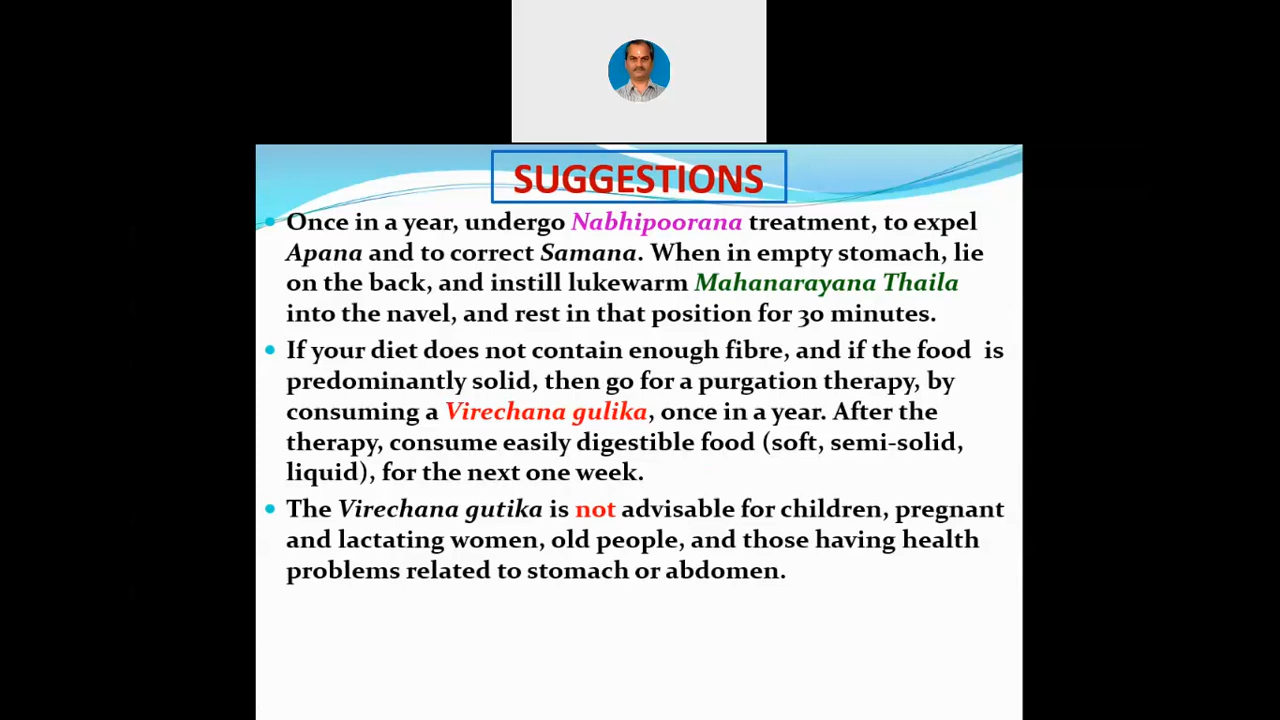 SUGGESTIONS
• Once in a year, undergo Nabhipoorana treatment, to expel
Apana and to correct Samana. When in empty stomach, lie
on the back, and instill lukewarm Mahanarayana Thaila
into the navel, and rest in that position for 30 minutes.
• If your diet does not contain enough fibre, and if the food is
predominantly solid, then go for a purgation therapy, by
consuming a Virechana gulika, once in a year. After the
therapy, consume easily digestible food (soft, semi-solid,
liquid), for the next one week.
• The Virechana gutika is not advisable for children, pregnant
and lactating women, old people, and those having health
problems related to stomach or abdomen.